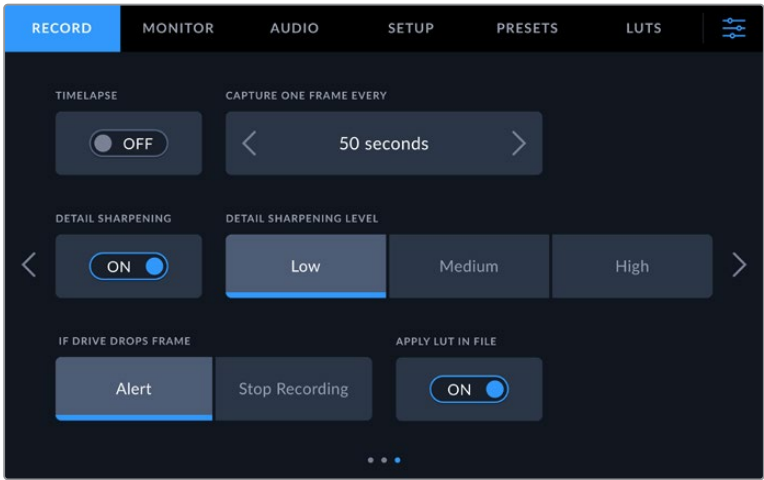 RECORD MONITOR AUDIO SETUP PRESETS LUTS
TIMELAPSE CAPTURE ONE FRAME EVERY
OFF 50 seconds
DETAIL SHARPENING DETAIL SHARPENING LEVEL
ON Low Medium High
IF DRIVE DROPS FRAME APPLY LUT IN FILE
Alert Stop Recording ON